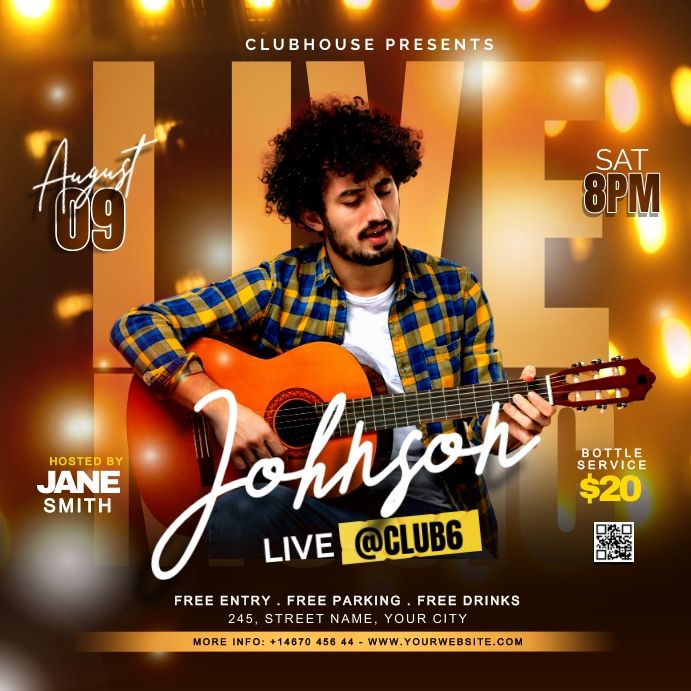 CLUBHOUSE PRESENTS
LIVE
August
09
SAT
8PM
MUSIC
Johnson
HOSTED BY
JANE
SMITH
BOTTLE
SERVICE
$20
LIVE @CLUB6
FREE ENTRY . FREE PARKING . FREE DRINKS
245, STREET NAME, YOUR CITY
MORE INFO: +14670 456 44 - WWW.YOURWEBSITE.COM